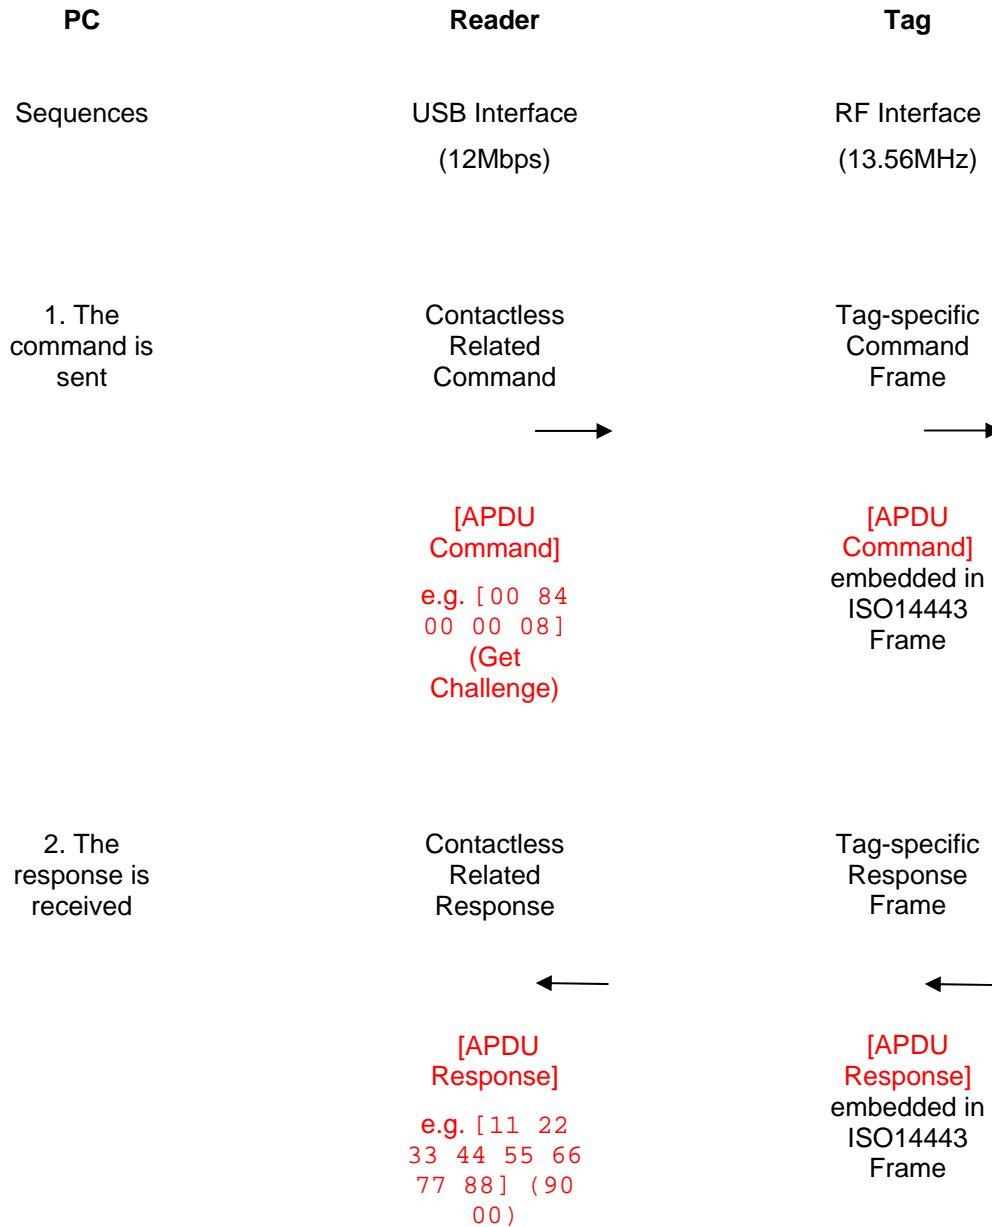 PC
Reader
Tag
Sequences
USB Interface
(12Mbps)
RF Interface
(13.56MHz)
1. The
command is
sent
Contactless
Related
Command
Tag-specific
Command
Frame
[APDU
Command]
e.g. [00 84
00 00 08]
(Get
Challenge)
[APDU
Command]
embedded in
ISO14443
Frame
2. The
response is
received
Contactless
Related
Response
Tag-specific
Response
Frame
[APDU
Response]
e.g. [11 22
33 44 55 66
77 88] (90
00)
[APDU
Response]
embedded in
ISO14443
Frame